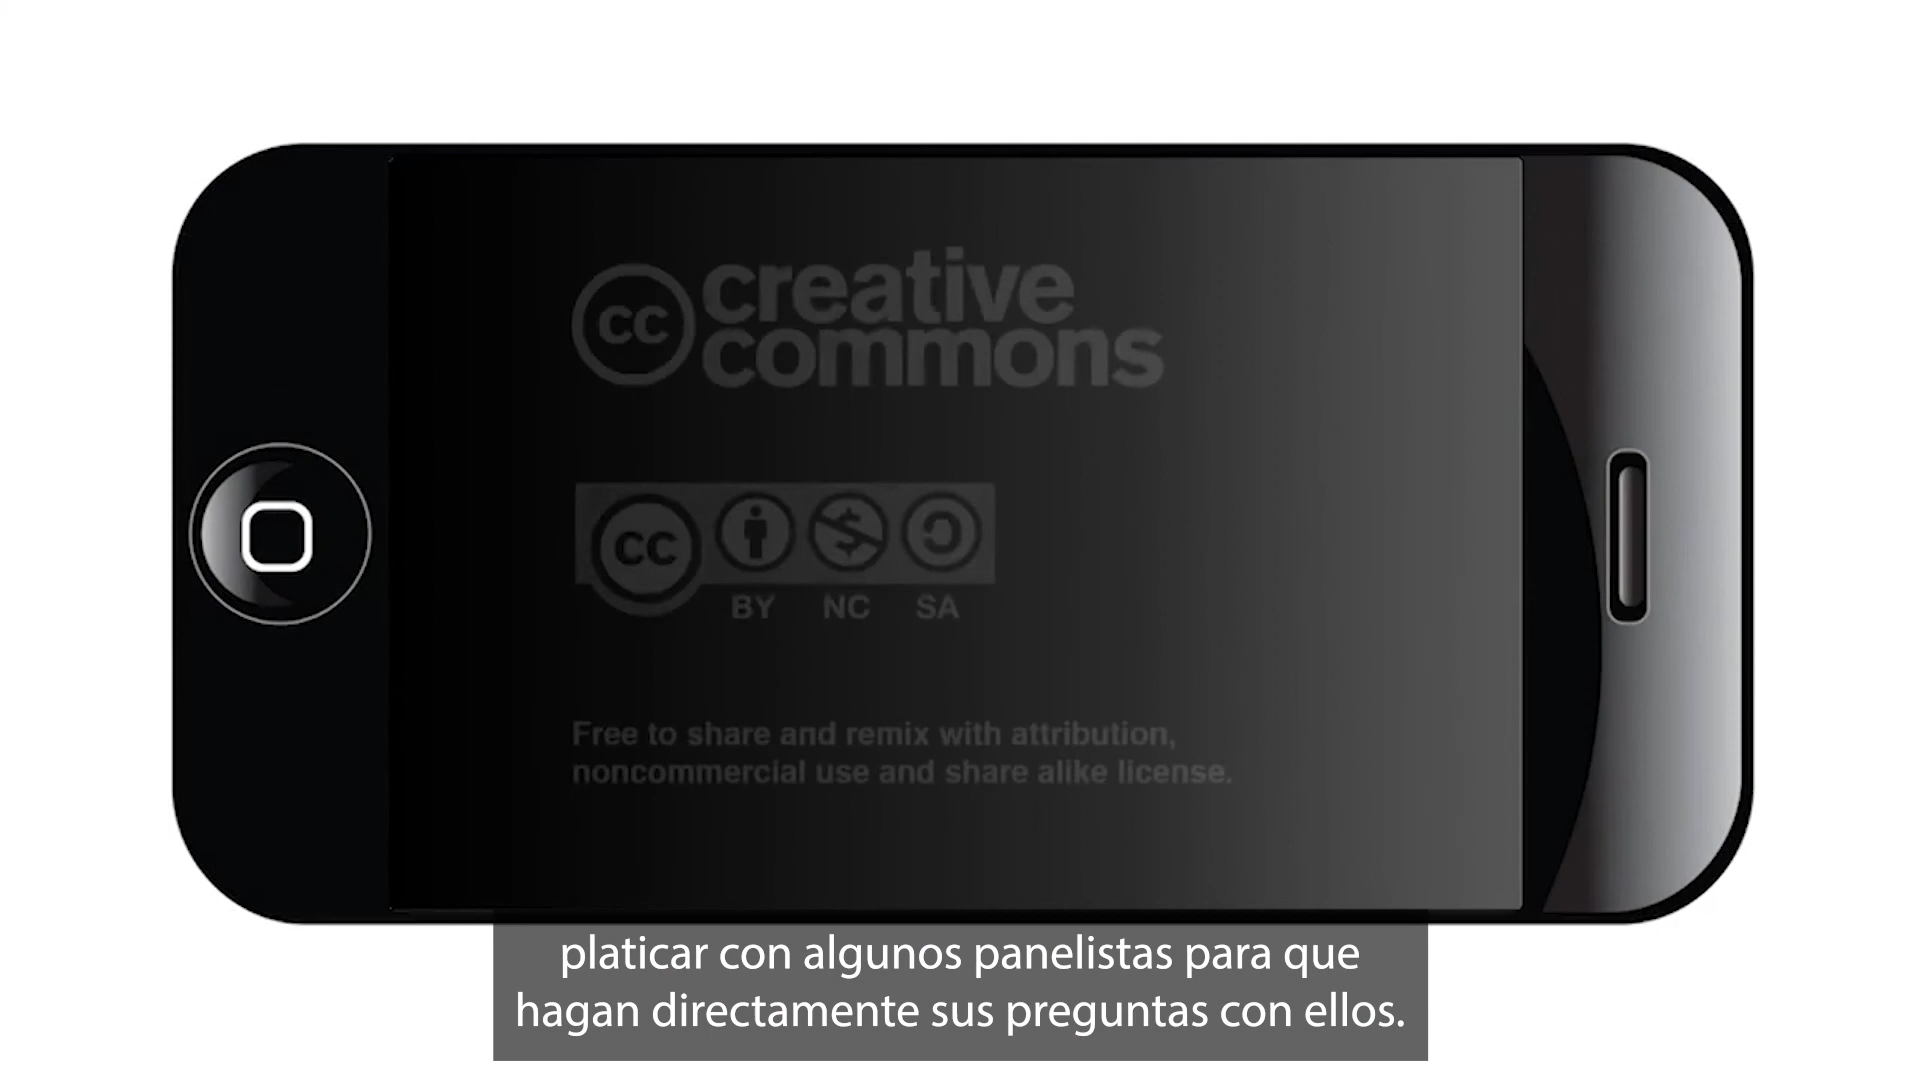 creative
commons
cc
cc
BY NC SA
Free to share and remix with attribution,
noncommercial use and share alike license.
platicar con algunos panelistas para que
hagan directamente sus preguntas con ellos.